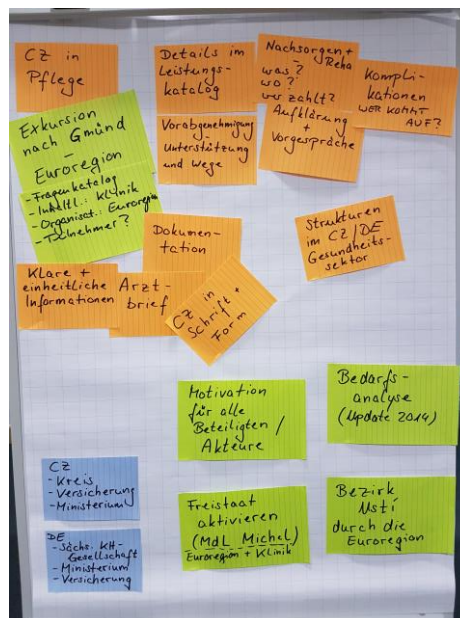 CZ in
Pflege
Details im
Leistungs-
katalog
Nachsorgen +
Reha
was?
wo?
wer zahlt?
Kompli-
kationen
WER KOMMT
AUF?
Exkursion
nach Gmünd
–
Euroregion
- Fragenkatalog
- Inhaltl.: Klinik
- Organisat.: Euroregio
- Teilnehmer?
Vorabgenehmigung
Unterstützung
und Wege
Aufklärung
+
Vorgespräche
Dokumen-
tation
Strukturen
im CZ/DE
Gesundheits-
sektor
Klare +
einheitliche
Informationen
Arzt-
brief
CZ in
Schrift +
Form
Motivation
für alle
Beteiligten /
Akteure
Bedarfs-
analyse
(Update 2014)
CZ
- Kreis
- Versicherung
- Ministerium
Freistaat
aktivieren
(MdL Michel)
Euroregion + Klinik
Bezirk
Ustí
durch die
Euroregion
DE
- Sächs. KH-
Gesellschaft
- Ministerium
- Versicherung